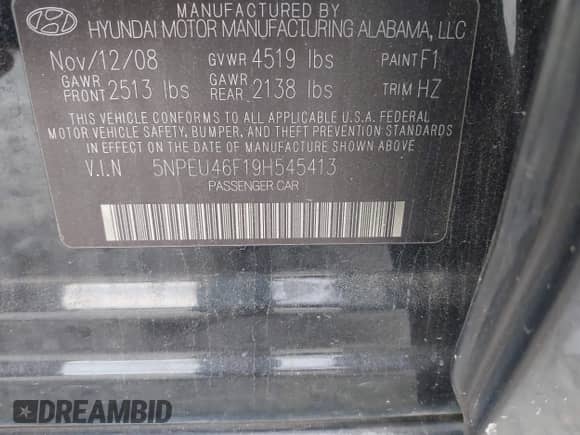 MANUFACTURED BY
HYUNDAI MOTOR MANUFACTURING ALABAMA, LLC
Nov/12/08 GVWR 4519 lbs PAINT F1
GAWR FRONT 2513 lbs GAWR REAR 2138 lbs TRIM HZ
THIS VEHICLE CONFORMS TO ALL APPLICABLE U.S.A. FEDERAL
MOTOR VEHICLE SAFETY, BUMPER, AND THEFT PREVENTION STANDARDS
IN EFFECT ON THE DATE OF MANUFACTURE SHOWN ABOVE.
V.I.N 5NPEU46F19H545413
PASSENGER CAR
DREAMBID